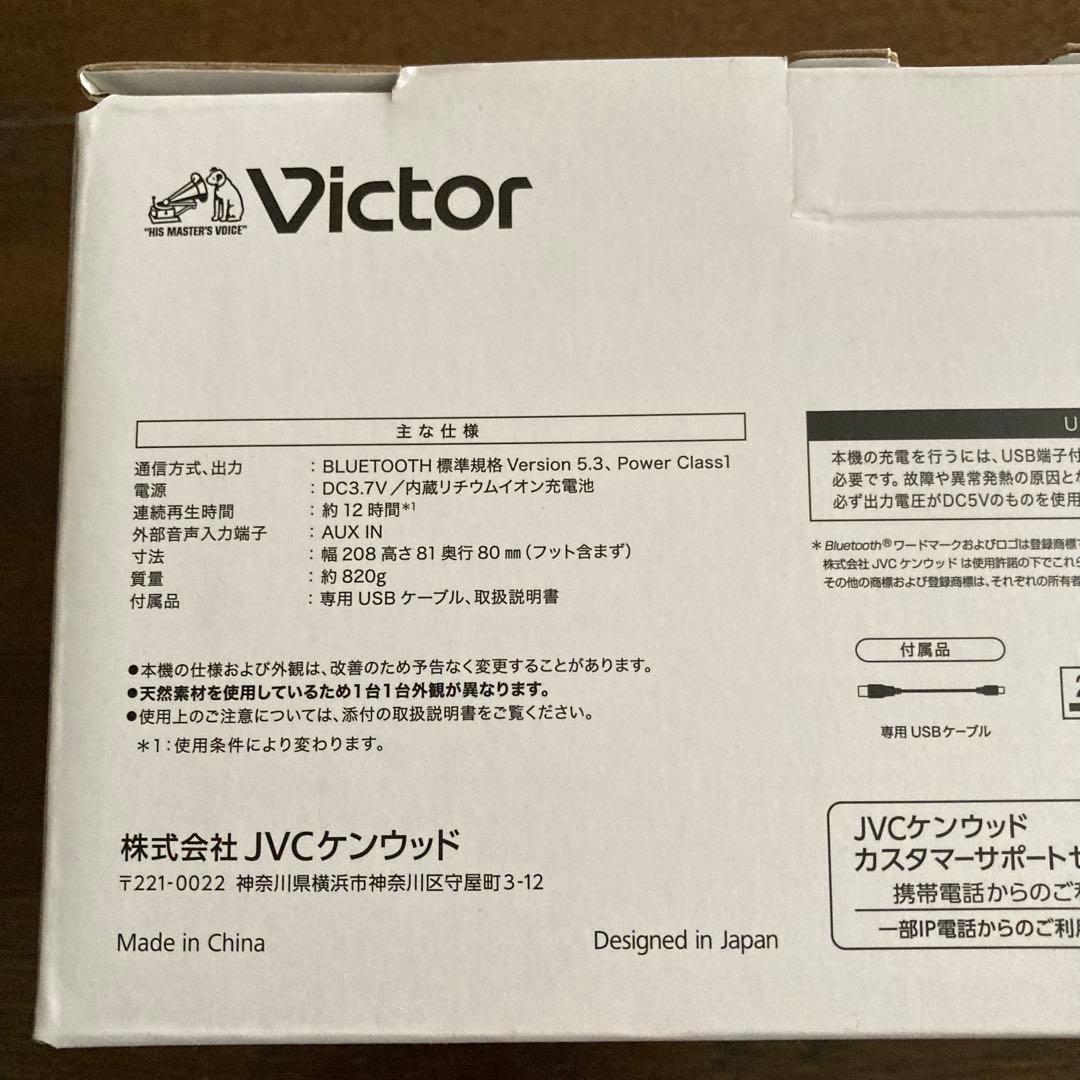 Victor
"HIS MASTER'S VOICE"
主な仕様
通信方式、出力 : BLUETOOTH 標準規格 Version 5.3、Power Class1
電源 : DC3.7V／内蔵リチウムイオン充電池
連続再生時間 : 約12時間*1
外部音声入力端子 : AUX IN
寸法 : 幅 208 高さ 81 奥行 80 ㎜（フット含まず）
質量 : 約820g
付属品 : 専用 USB ケーブル、取扱説明書
●本機の仕様および外観は、改善のため予告なく変更することがあります。
●天然素材を使用しているため1台1台外観が異なります。
●使用上のご注意については、添付の取扱説明書をご覧ください。
＊1：使用条件により変わります。
株式会社 JVCケンウッド
〒221-0022 神奈川県横浜市神奈川区守屋町3-12
Made in China
Designed in Japan
U
本機の充電を行うには、USB端子付
必要です。故障や異常発熱の原因とな
必ず出力電圧がDC5Vのものを使用
＊Bluetooth®ワードマークおよびロゴは登録商標で
株式会社 JVC ケンウッド は使用許諾の下でこれら
その他の商標および登録商標は、それぞれの所有者
付属品
専用 USBケーブル
JVCケンウッド
カスタマーサポートセ
携帯電話からのご利
一部IP電話からのご利用